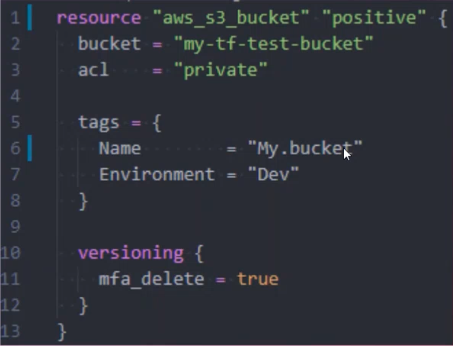 1 resource "aws_s3_bucket" "positive" {
2   bucket = "my-tf-test-bucket"
3   acl    = "private"
4
5   tags = {
6     Name        = "My.bucket"
7     Environment = "Dev"
8   }
9
10   versioning {
11     mfa_delete = true
12   }
13 }